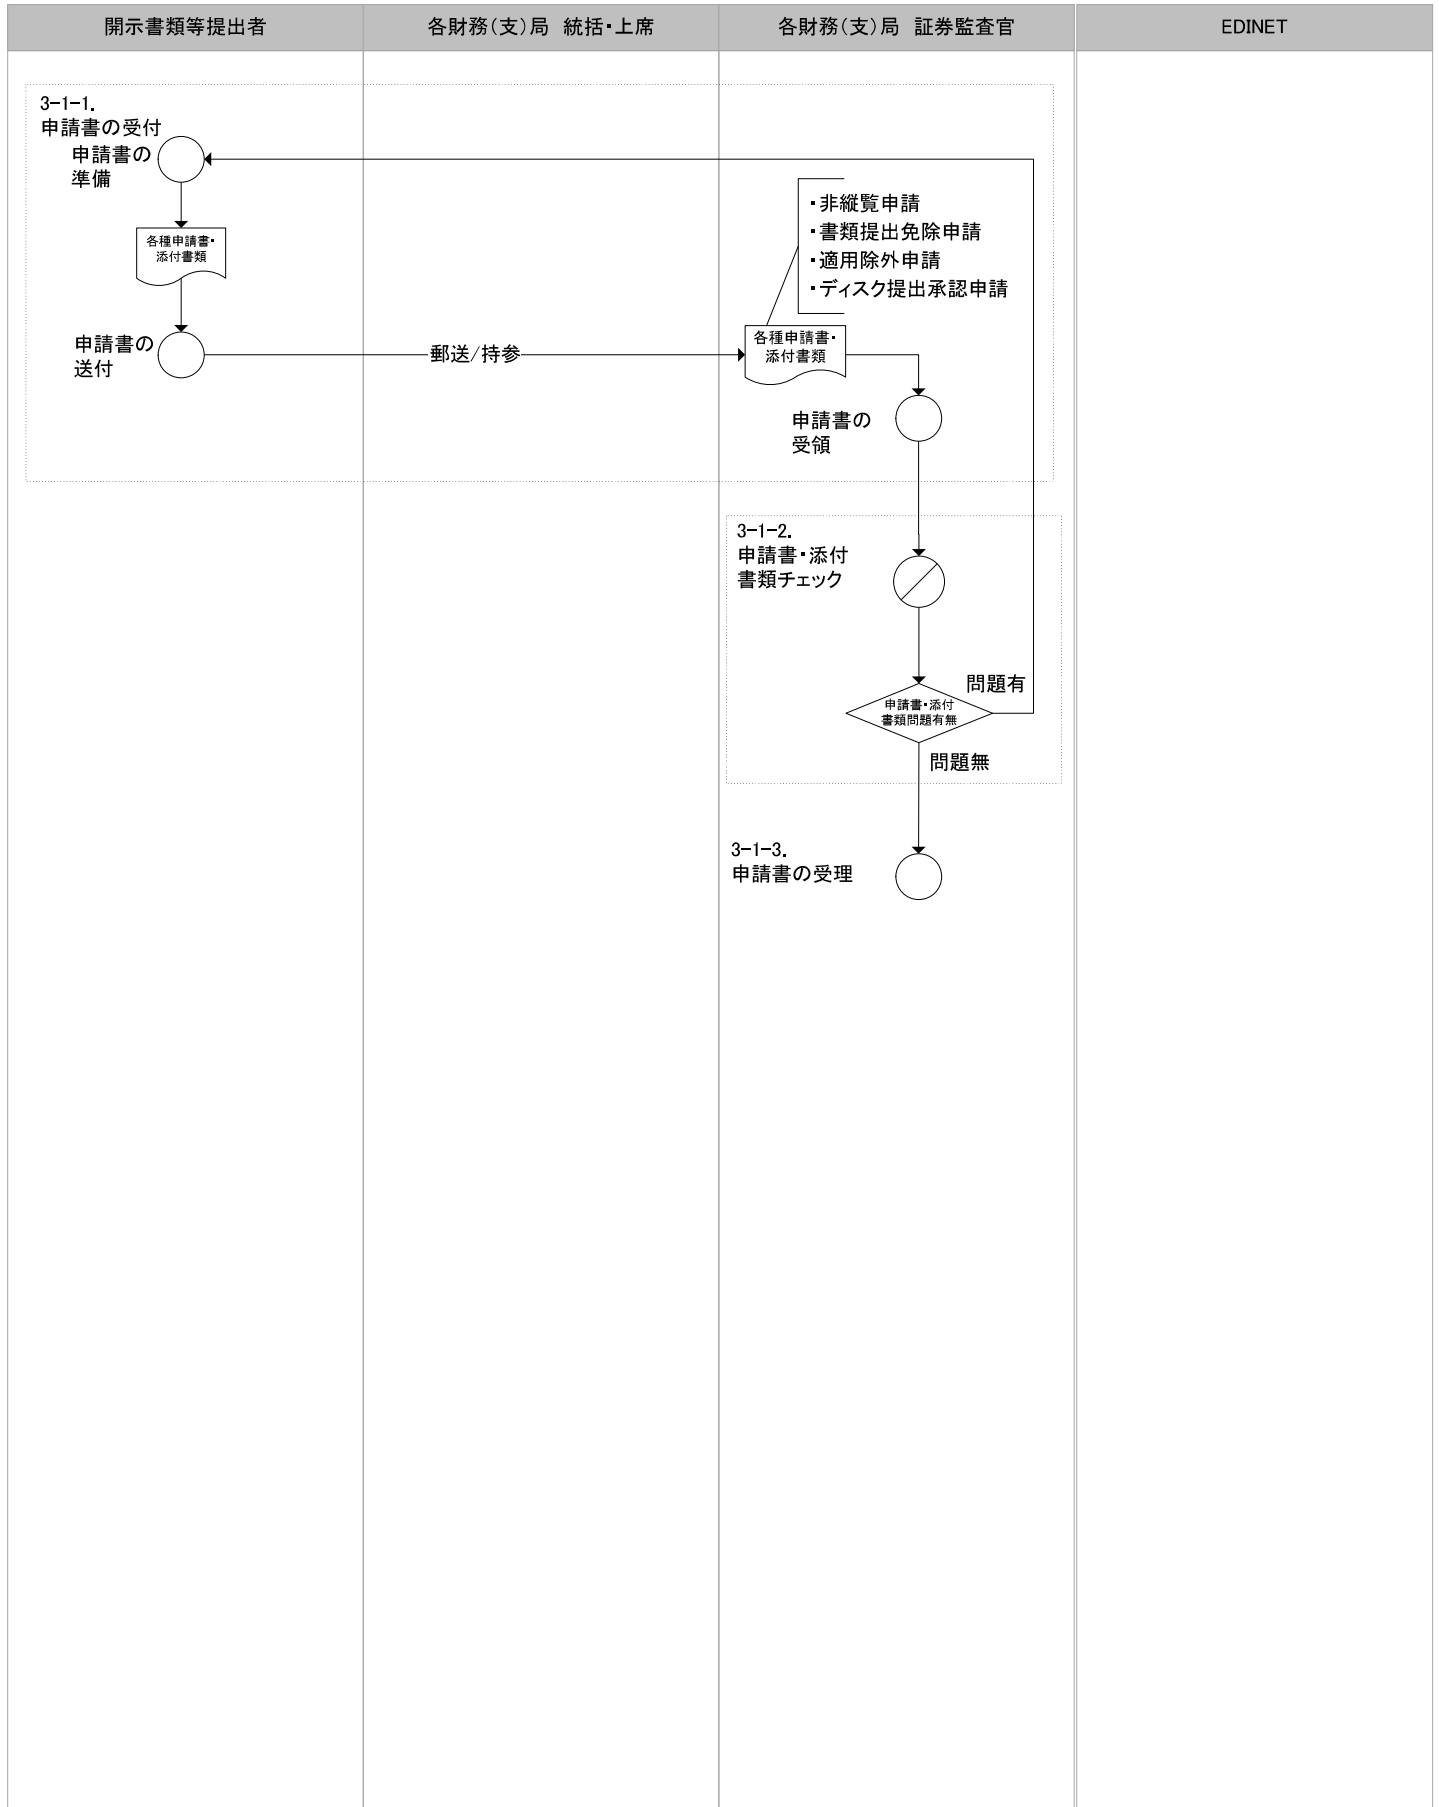 開示書類等提出者
各財務(支)局 統括・上席
各財務(支)局 証券監査官
EDINET
3-1-1.
申請書の受付
申請書の
準備
各種申請書・
添付書類
申請書の
送付
郵送/持参
・非縦覧申請
・書類提出免除申請
・適用除外申請
・ディスク提出承認申請
各種申請書・
添付書類
申請書の
受領
3-1-2.
申請書・添付
書類チェック
問題有
申請書・添付
書類問題有無
問題無
3-1-3.
申請書の受理